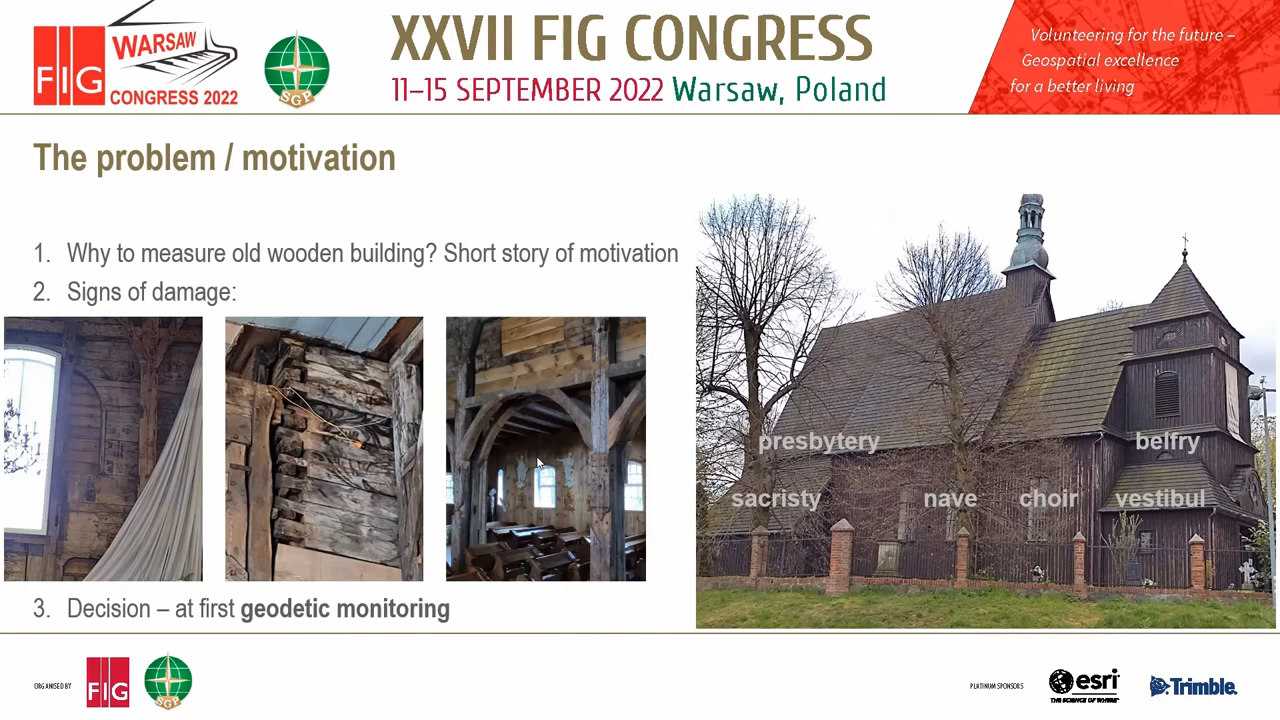 FIG
WARSAW
CONGRESS 2022
SGP
XXVII FIG CONGRESS
11–15 SEPTEMBER 2022 Warsaw, Poland
Volunteering for the future –
Geospatial excellence
for a better living
The problem / motivation
1. Why to measure old wooden building? Short story of motivation
2. Signs of damage:
presbytery
belfry
sacristy
nave
choir
vestibul
3. Decision – at first geodetic monitoring
ORGANISED BY
FIG
SGP
PLATINUM SPONSORS
esri
THE SCIENCE OF WHERE
Trimble.